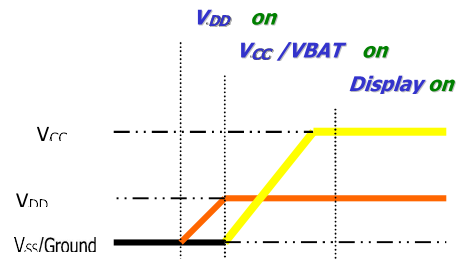 VDD on
VCC /VBAT on
Display on
VCC
VDD
VSS/Ground